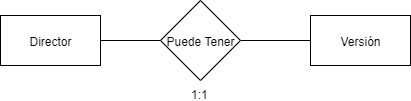 Director
Puede Tener
Versión
1:1